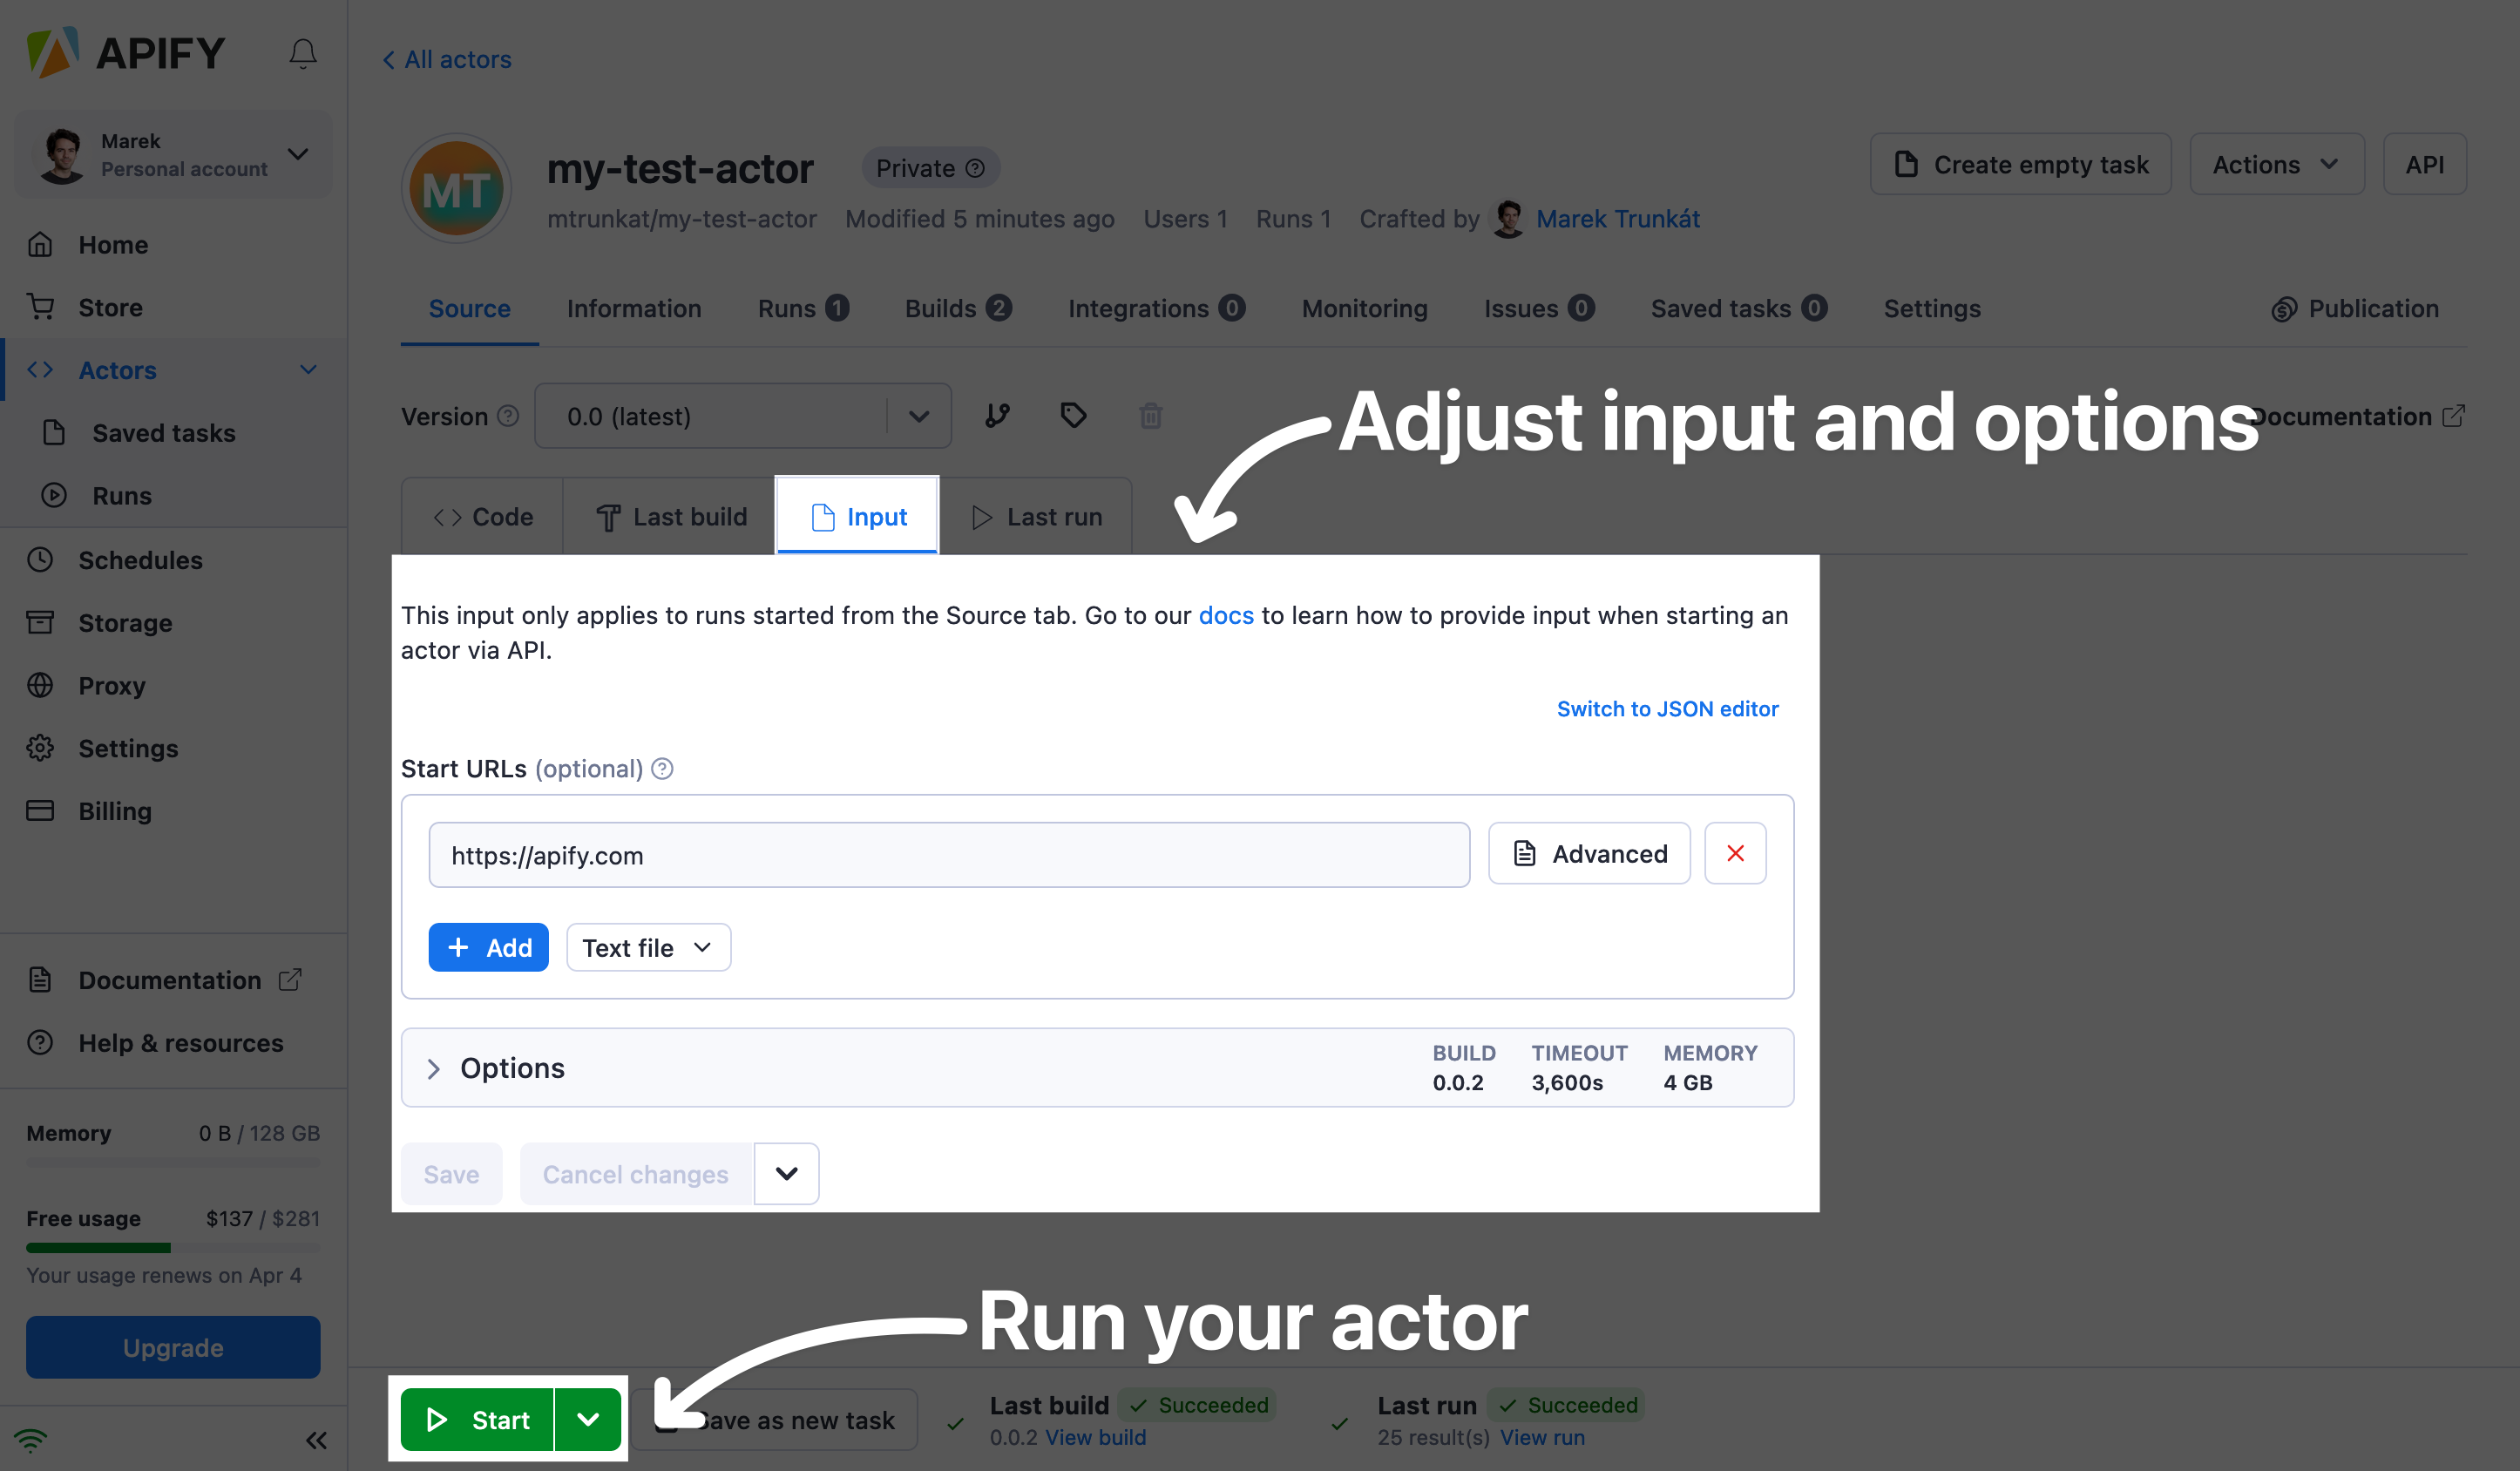 APIFY
Marek
Personal account
Home
Store
Actors
Saved tasks
Runs
Schedules
Storage
Proxy
Settings
Billing
Documentation
Help & resources
Memory 0 B / 128 GB
Free usage $137 / $281
Your usage renews on Apr 4
Upgrade
All actors
MT
my-test-actor Private
Create empty task Actions API
mtrunkat/my-test-actor Modified 5 minutes ago Users 1 Runs 1 Crafted by Marek Trunkát
Source Information Runs 1 Builds 2 Integrations 0 Monitoring Issues 0 Saved tasks 0 Settings Publication
Version 0.0 (latest)
Adjust input and options
Documentation
Code Last build Input Last run
This input only applies to runs started from the Source tab. Go to our docs to learn how to provide input when starting an
actor via API.
Switch to JSON editor
Start URLs (optional)
https://apify.com Advanced
Add Text file
Options
BUILD TIMEOUT MEMORY
0.0.2 3,600s 4 GB
Save Cancel changes
Run your actor
Start Save as new task
Last build Succeeded
0.0.2 View build
Last run Succeeded
25 result(s) View run